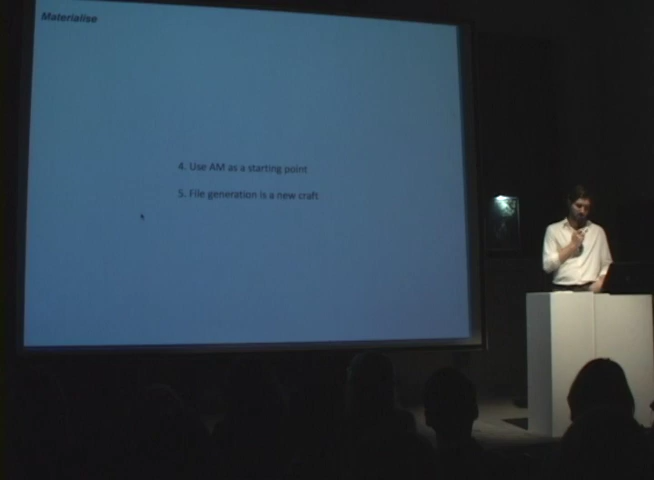 Materialise
4. Use AM as a starting point
5. File generation is a new craft